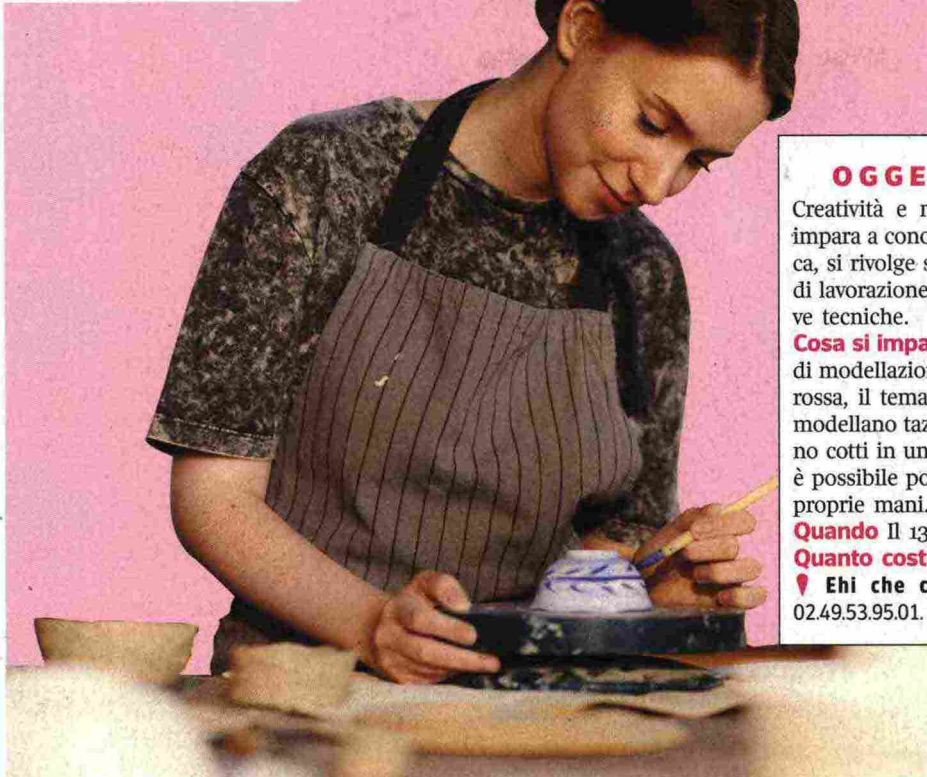 OGGE
Creatività e
impara a cono
ca, si rivolge s
di lavorazione
ve tecniche.
Cosa si impa
di modellazion
rossa, il tema
modellano taz
no cotti in un
è possibile po
proprie mani.
Quando Il 13
Quanto cost
Ehi che c
02.49.53.95.01.